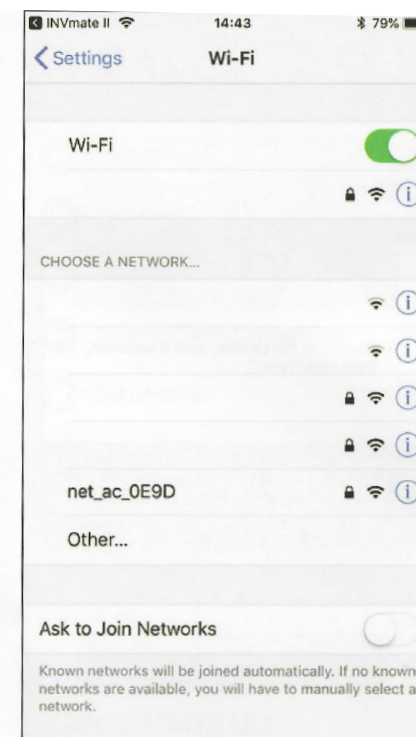 INVmate II 14:43 79%
Settings Wi-Fi
Wi-Fi
CHOOSE A NETWORK...
net_ac_0E9D
Other...
Ask to Join Networks
Known networks will be joined automatically. If no known
networks are available, you will have to manually select a
network.